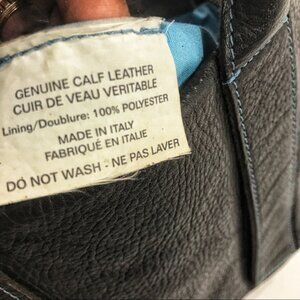 GENUINE CALF LEATHER
CUIR DE VEAU VERITABLE
Lining/Doublure: 100% POLYESTER
MADE IN ITALY
FABRIQUÉ EN ITALIE
DO NOT WASH - NE PAS LAVER